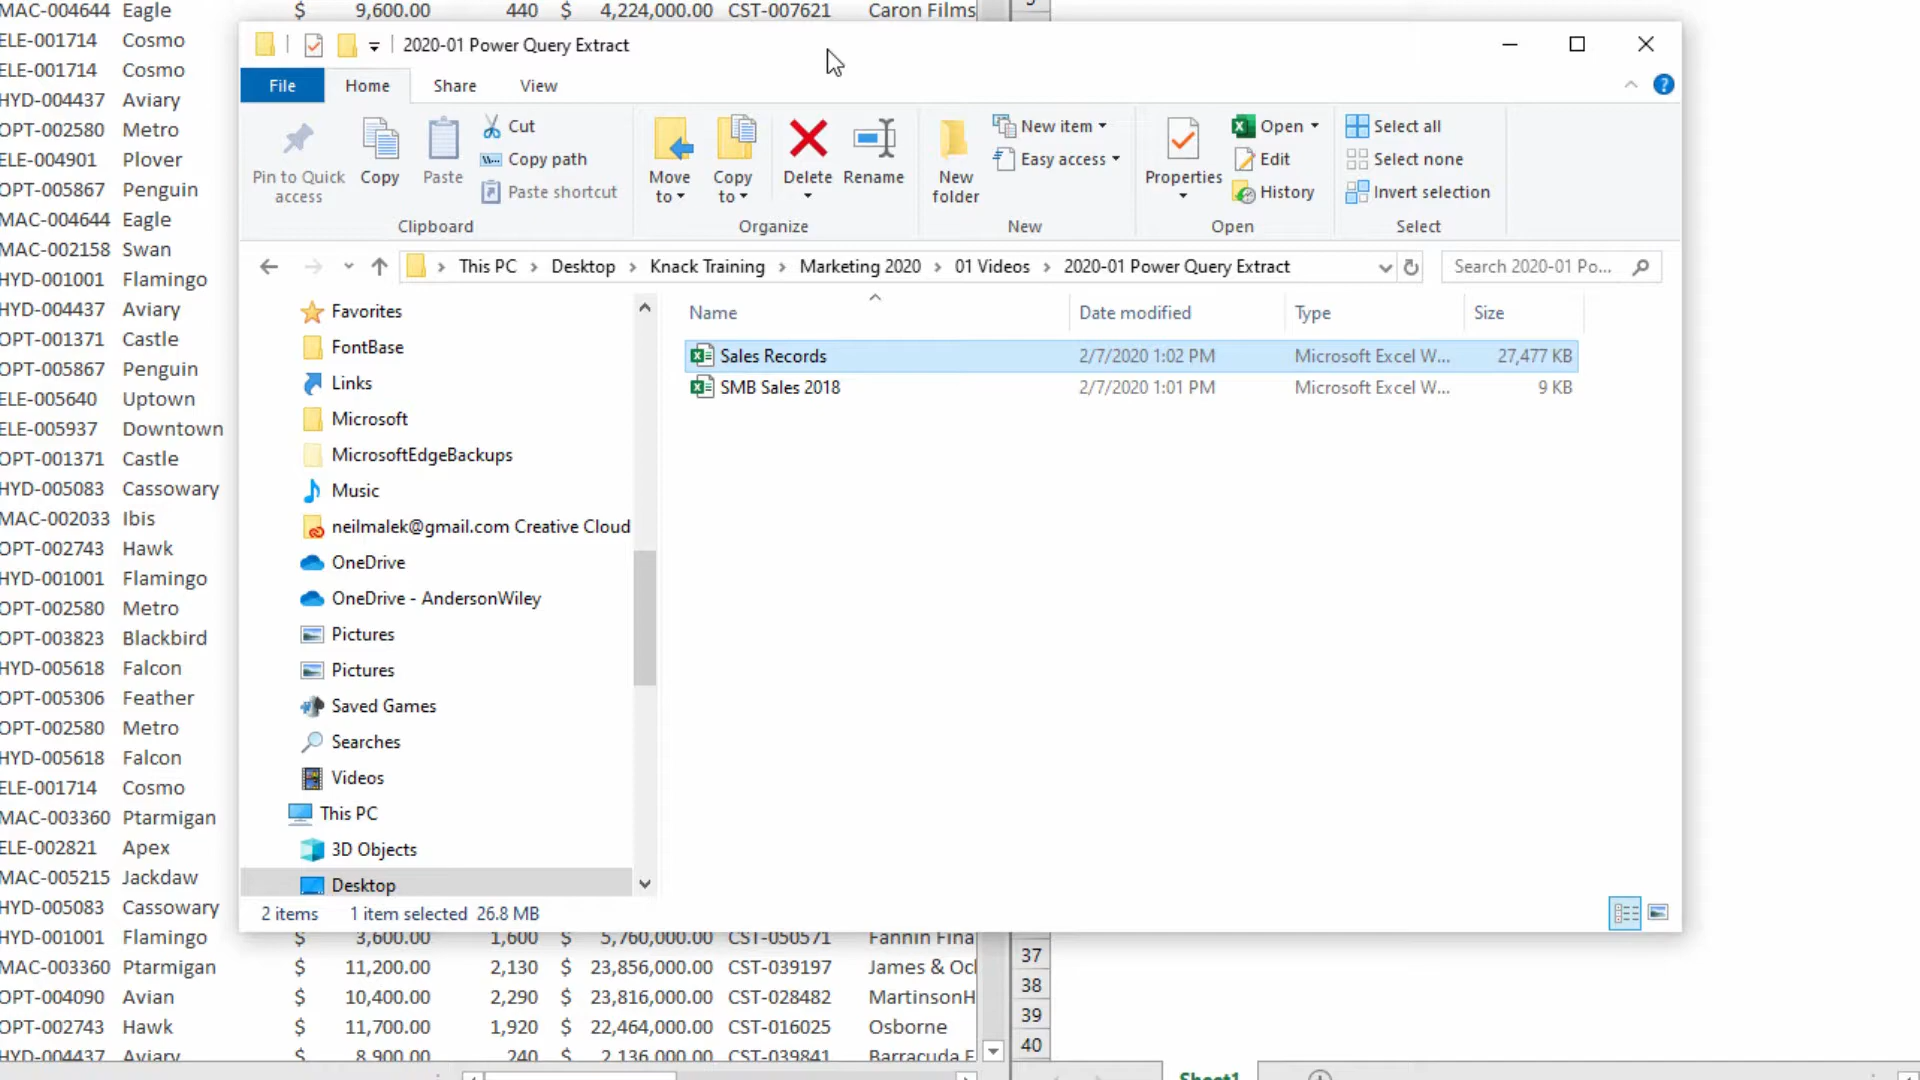 MAC-004644 Eagle $ 9,600.00 440 $ 4,224,000.00 CST-007621 Caron Films
ELE-001714 Cosmo
ELE-001714 Cosmo
HYD-004437 Aviary
OPT-002580 Metro
ELE-004901 Plover
OPT-005867 Penguin
MAC-004644 Eagle
MAC-002158 Swan
HYD-001001 Flamingo
HYD-004437 Aviary
OPT-001371 Castle
OPT-005867 Penguin
ELE-005640 Uptown
ELE-005937 Downtown
OPT-001371 Castle
HYD-005083 Cassowary
MAC-002033 Ibis
OPT-002743 Hawk
HYD-001001 Flamingo
OPT-002580 Metro
OPT-003823 Blackbird
HYD-005618 Falcon
OPT-005306 Feather
OPT-002580 Metro
HYD-005618 Falcon
ELE-001714 Cosmo
MAC-003360 Ptarmigan
ELE-002821 Apex
MAC-005215 Jackdaw
HYD-005083 Cassowary
HYD-001001 Flamingo $ 3,600.00 1,600 $ 5,760,000.00 CST-050571 Fannin Fina
MAC-003360 Ptarmigan $ 11,200.00 2,130 $ 23,856,000.00 CST-039197 James & Ocl
OPT-004090 Avian $ 10,400.00 2,290 $ 23,816,000.00 CST-028482 MartinsonH
OPT-002743 Hawk $ 11,700.00 1,920 $ 22,464,000.00 CST-016025 Osborne
HYD-004437 Aviary $ 8,900.00 240 $ 2,136,000.00 CST-039841 Barracuda F
37
38
39
40
Sheet1
2020-01 Power Query Extract
File Home Share View
Pin to Quick access
Copy
Paste
Cut
Copy path
Paste shortcut
Clipboard
Move to
Copy to
Delete
Rename
Organize
New folder
New item
Easy access
New
Properties
Open
Edit
History
Open
Select all
Select none
Invert selection
Select
This PC > Desktop > Knack Training > Marketing 2020 > 01 Videos > 2020-01 Power Query Extract
Search 2020-01 Po...
Favorites
FontBase
Links
Microsoft
MicrosoftEdgeBackups
Music
neilmalek@gmail.com Creative Cloud
OneDrive
OneDrive - AndersonWiley
Pictures
Pictures
Saved Games
Searches
Videos
This PC
3D Objects
Desktop
Name Date modified Type Size
Sales Records 2/7/2020 1:02 PM Microsoft Excel W... 27,477 KB
SMB Sales 2018 2/7/2020 1:01 PM Microsoft Excel W... 9 KB
2 items 1 item selected 26.8 MB